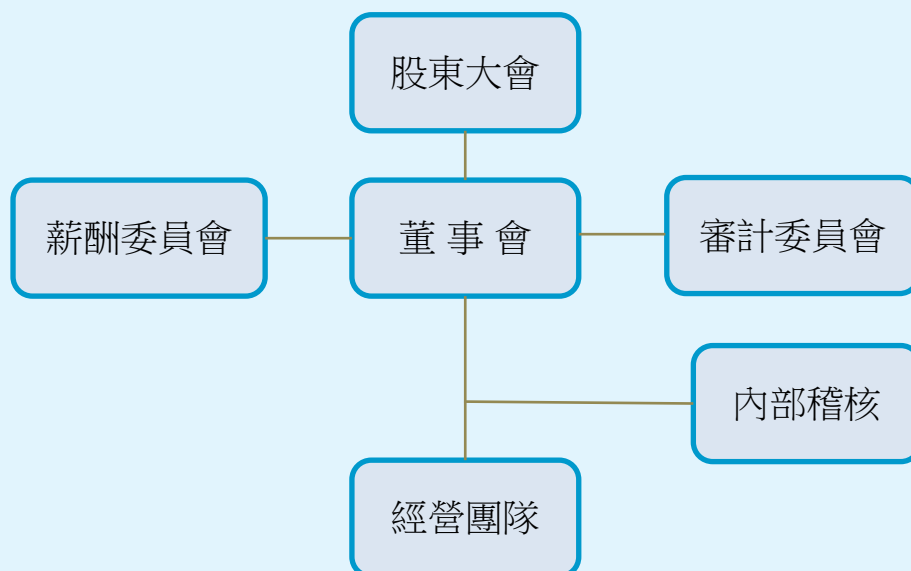 股東大會
薪酬委員會
董 事 會
審計委員會
內部稽核
經營團隊